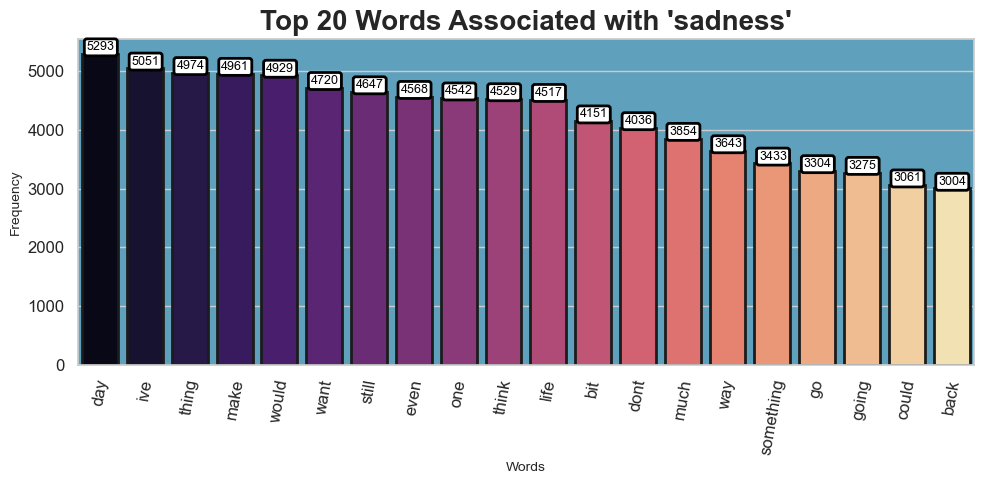 Top 20 Words Associated with 'sadness'
5293 5051 4974 4961 4929 4720 4647 4568 4542 4529 4517 4151 4036 3854 3643 3433 3304 3275 3061 3004
Frequency
5000
4000
3000
2000
1000
0
day ive thing make would want still even one think life bit dont much way something go going could back
Words